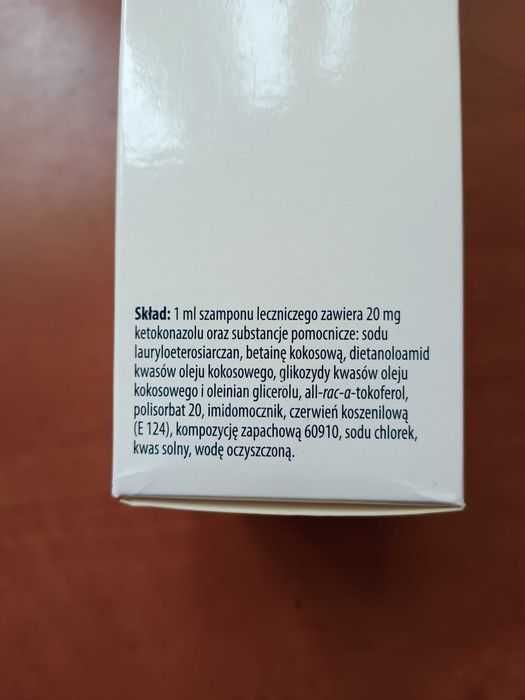 Skład: 1 ml szamponu leczniczego zawiera 20 mg
ketokonazolu oraz substancje pomocnicze: sodu
lauryloeterosiarczan, betainę kokosową, dietanoloamid
kwasów oleju kokosowego, glikozydy kwasów oleju
kokosowego i oleinian glicerolu, all-rac-a-tokoferol,
polisorbat 20, imidomocznik, czerwień koszenilową
(E 124), kompozycję zapachową 60910, sodu chlorek,
kwas solny, wodę oczyszczoną.